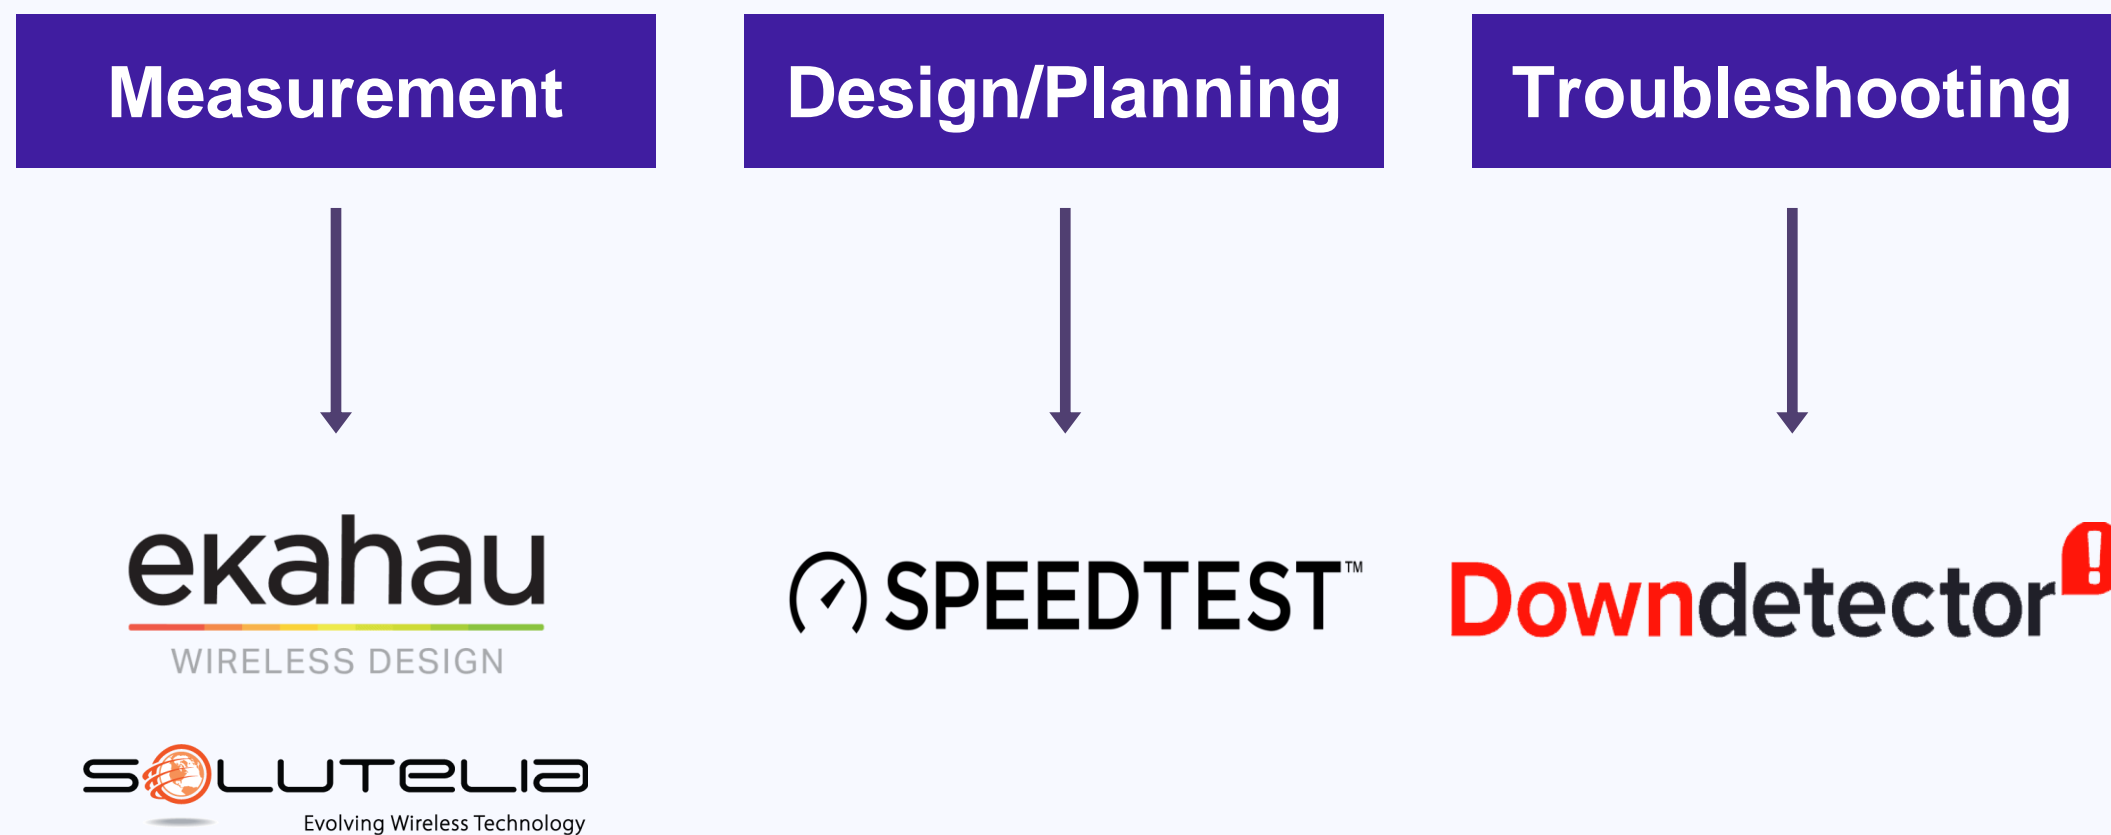 Measurement
Design/Planning
Troubleshooting
ekahau
WIRELESS DESIGN
SOLUTELIA
Evolving Wireless Technology
SPEEDTEST™
Downdetector!